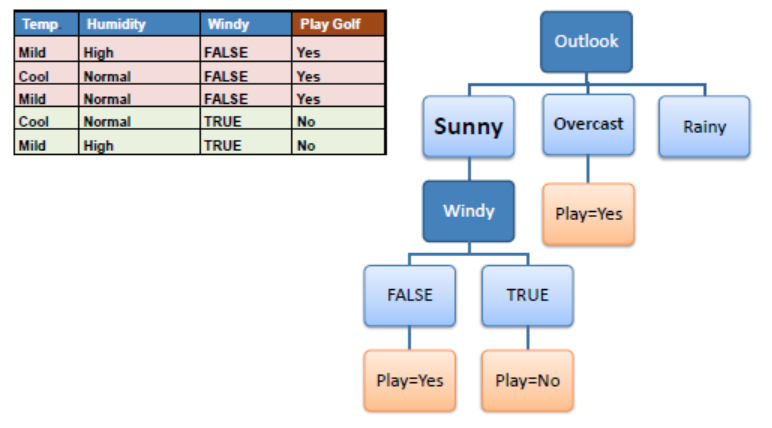 Temp Humidity Windy Play Golf
Mild High FALSE Yes
Cool Normal FALSE Yes
Mild Normal FALSE Yes
Cool Normal TRUE No
Mild High TRUE No
Outlook
Sunny Overcast Rainy
Windy Play=Yes
FALSE TRUE
Play=Yes Play=No